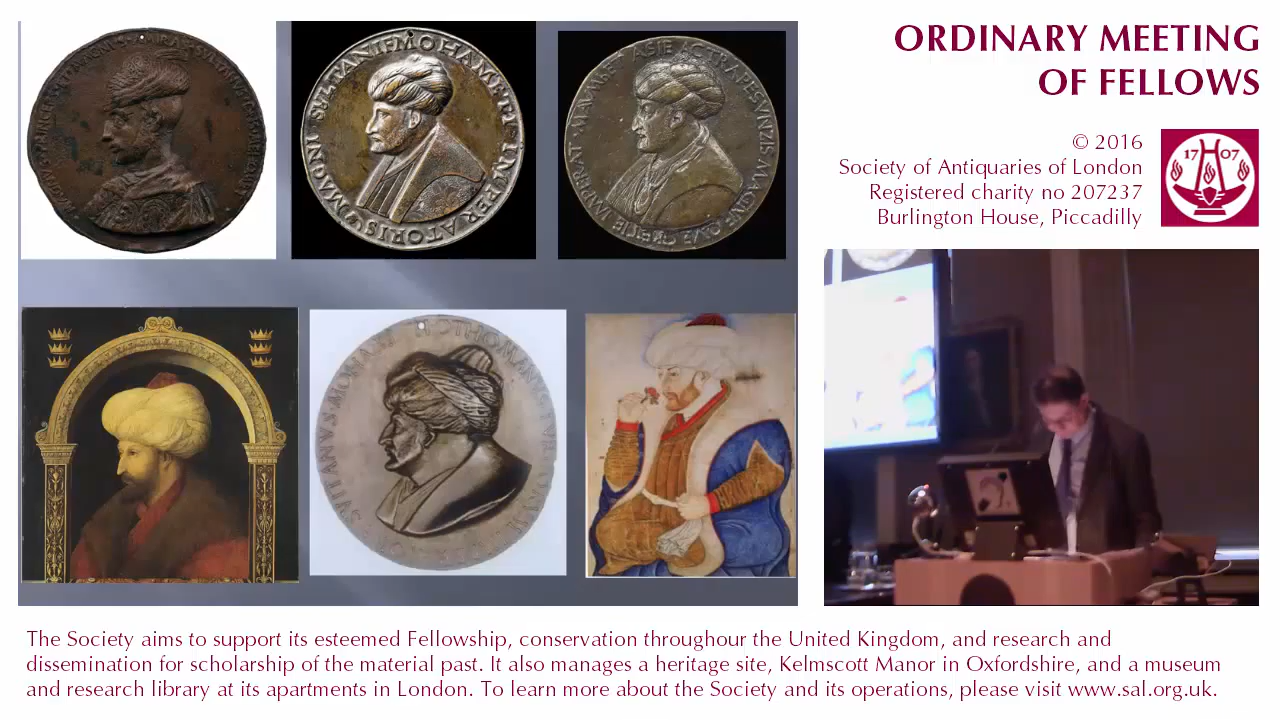 ORDINARY MEETING
OF FELLOWS
© 2016
Society of Antiquaries of London
Registered charity no 207237
Burlington House, Piccadilly
17 07
MAGNI SVLTANI MOHAMETI INPERATORIS
The Society aims to support its esteemed Fellowship, conservation throughour the United Kingdom, and research and
dissemination for scholarship of the material past. It also manages a heritage site, Kelmscott Manor in Oxfordshire, and a museum
and research library at its apartments in London. To learn more about the Society and its operations, please visit www.sal.org.uk.